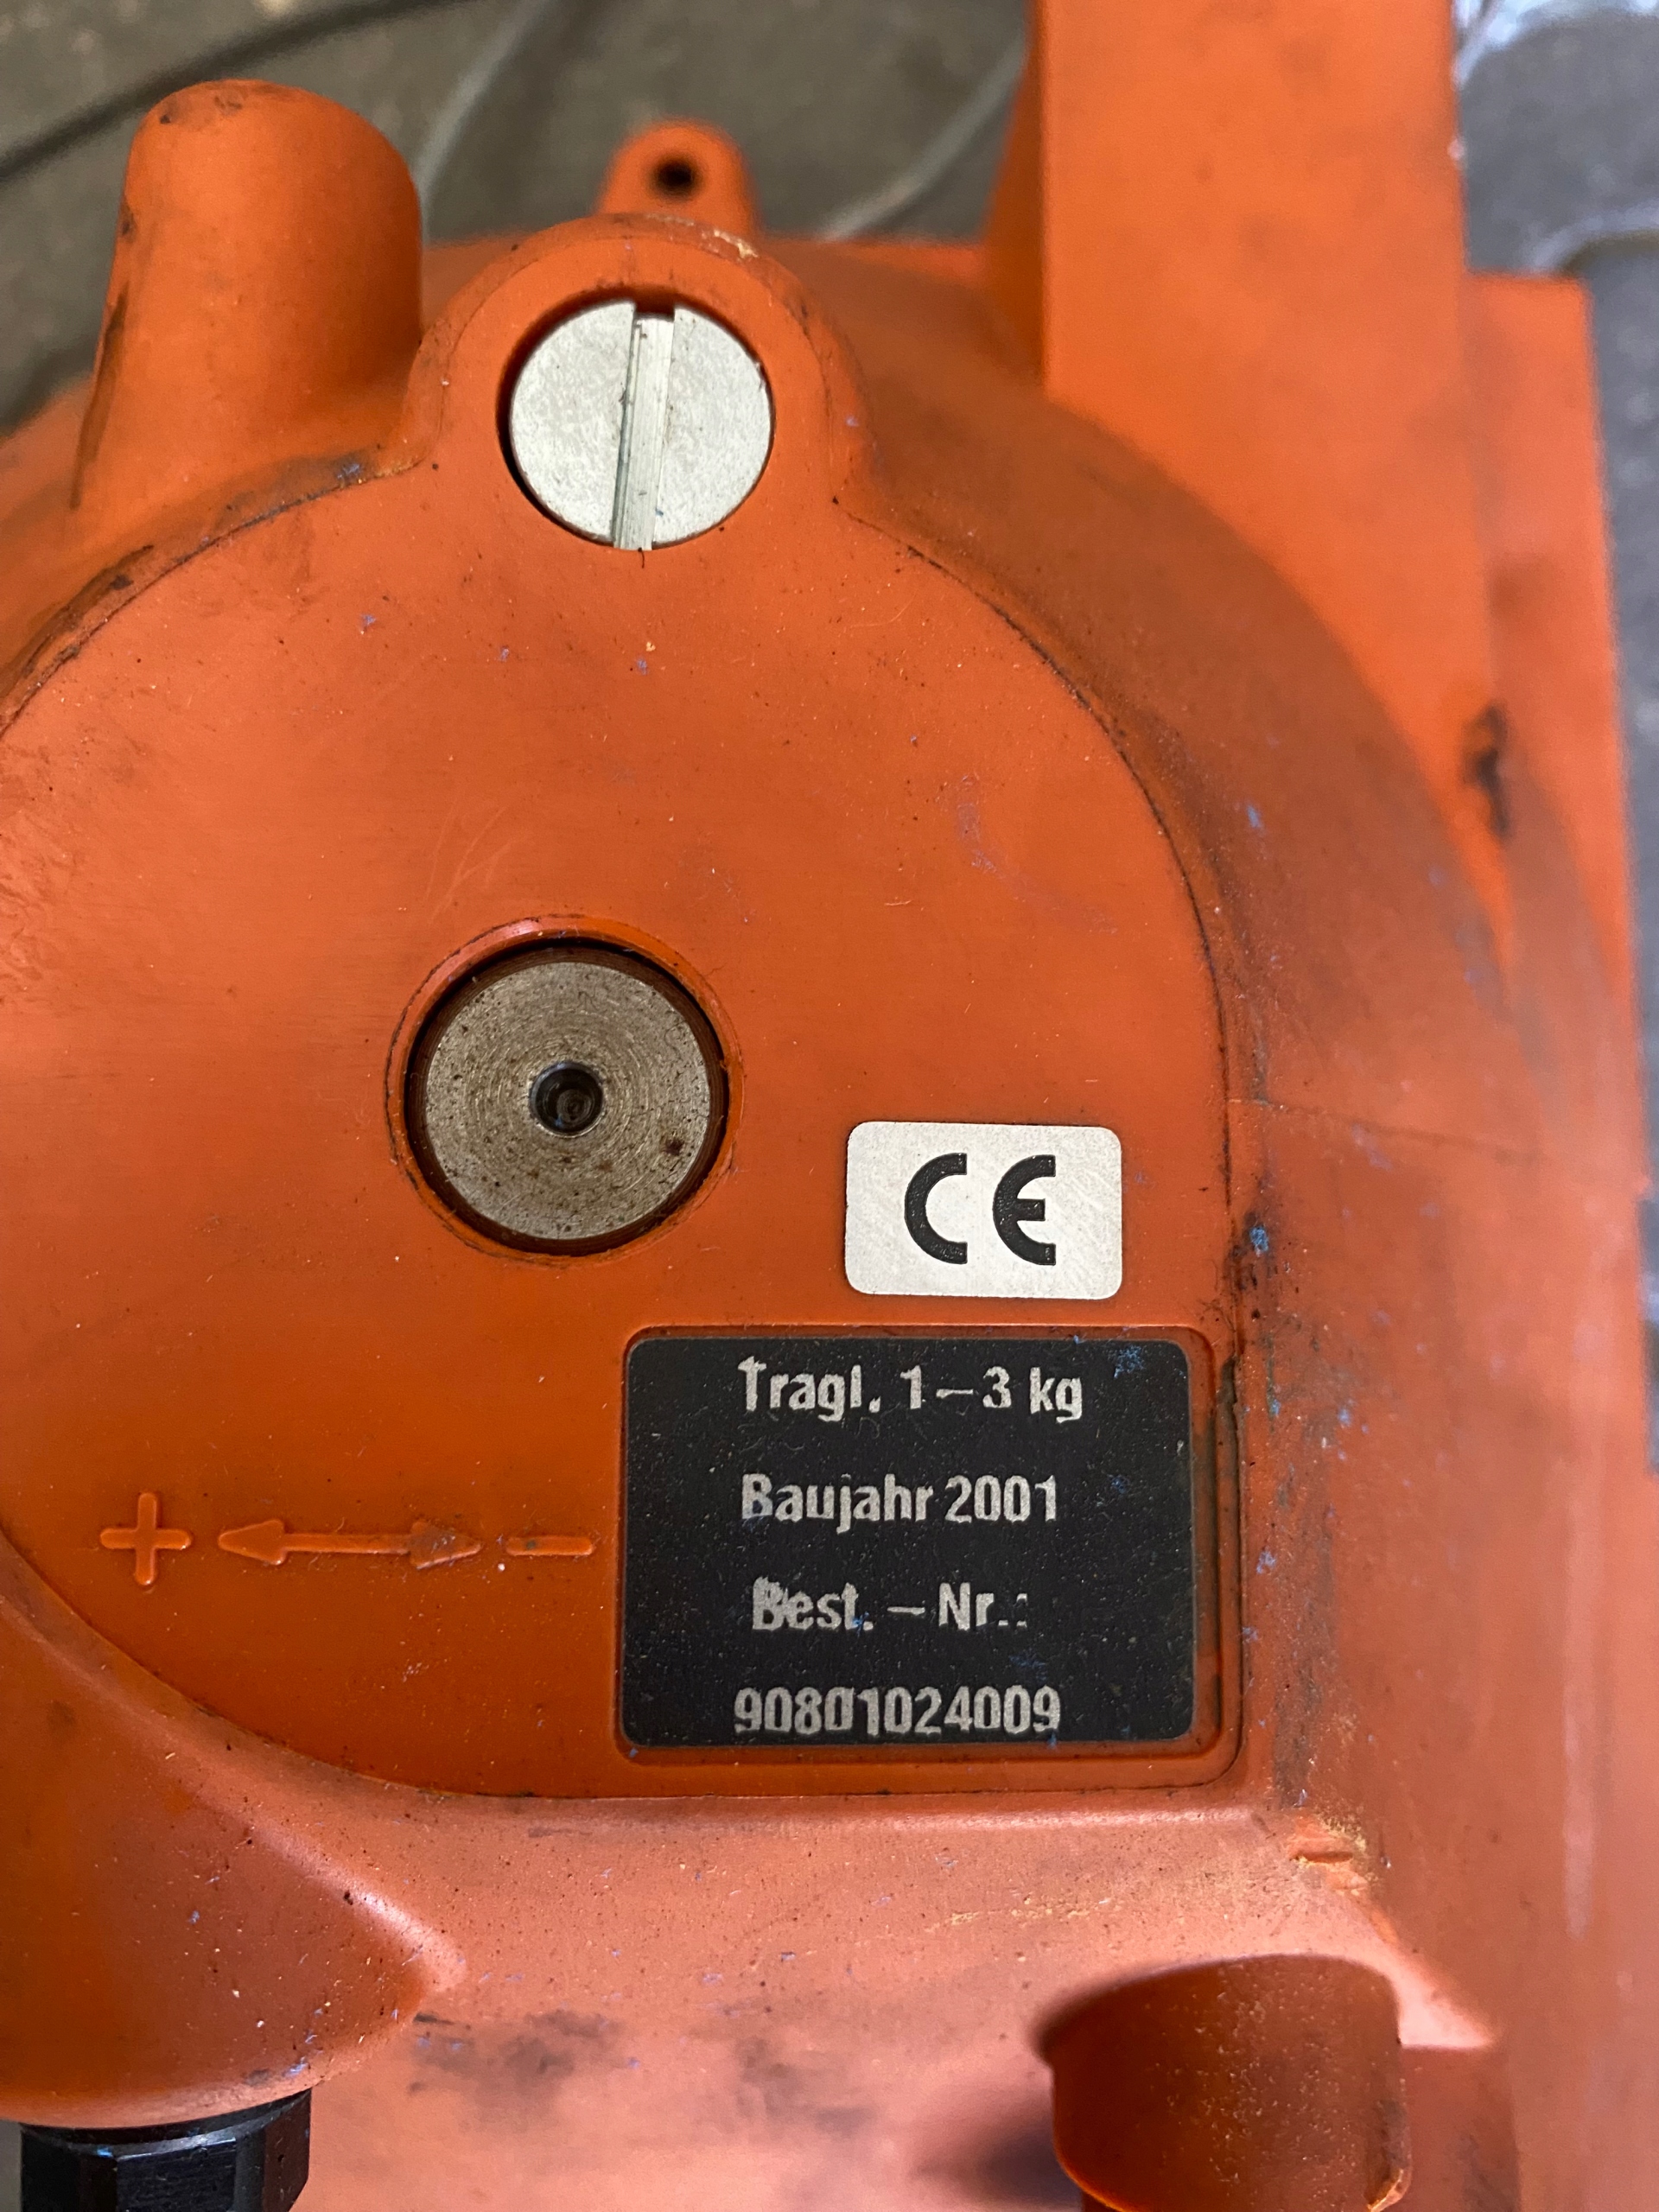 CE
Tragl. 1–3 kg
Baujahr 2001
Best. – Nr.:
90801024009
+ –